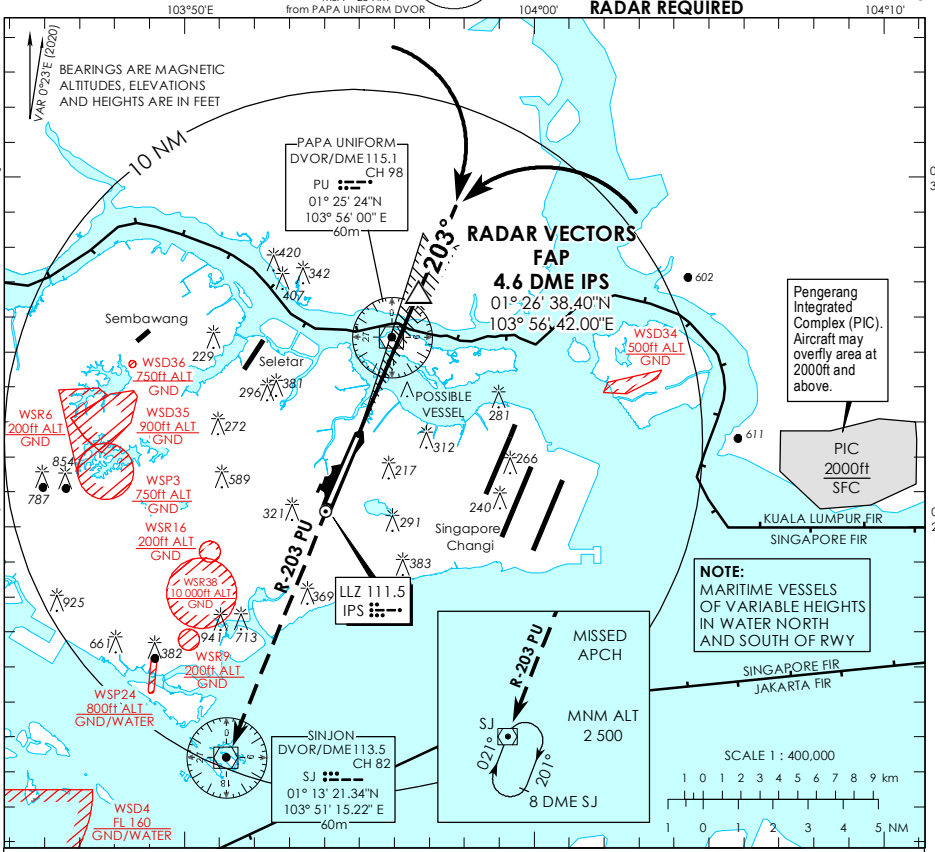 from PAPA UNIFORM DVOR
RADAR REQUIRED
103°50'E
104°00'
104°10'
VAR 0°23'E (2020)
BEARINGS ARE MAGNETIC
ALTITUDES, ELEVATIONS
AND HEIGHTS ARE IN FEET
10 NM
PAPA UNIFORM
DVOR/DME 115.1
CH 98
PU
01° 25' 24"N
103° 56' 00" E
60m
203°
RADAR VECTORS
FAP
4.6 DME IPS
01° 26' 38.40"N
103° 56' 42.00"E
420
342
407
602
Pengerang
Integrated
Complex (PIC).
Aircraft may
overfly area at
2000ft and
above.
Sembawang
229
Seletar
WSD34
500ft ALT
GND
WSD36
750ft ALT
GND
296
381
POSSIBLE
VESSEL
281
WSR6
200ft ALT
GND
WSD35
900ft ALT
GND
272
312
611
PIC
2000ft
SFC
854
787
WSP3
750ft ALT
GND
589
217
266
240
321
291
Singapore
Changi
KUALA LUMPUR FIR
SINGAPORE FIR
WSR16
200ft ALT
GND
R-203 PU
383
WSR38
10 000ft ALT
GND
369
LLZ 111.5
IPS
NOTE:
MARITIME VESSELS
OF VARIABLE HEIGHTS
IN WATER NORTH
AND SOUTH OF RWY
925
661
382
941
713
WSR9
200ft ALT
GND
WSP24
800ft ALT
GND/WATER
R-203 PU
MISSED
APCH
SJ
021°
201°
MNM ALT
2 500
8 DME SJ
SINGAPORE FIR
JAKARTA FIR
SINJON
DVOR/DME 113.5
CH 82
SJ
01° 13' 21.34"N
103° 51' 15.22" E
60m
WSD4
FL 160
GND/WATER
SCALE 1 : 400,000
1 0 1 2 3 4 5 6 7 8 9 km
1 0 1 2 3 4 5 NM